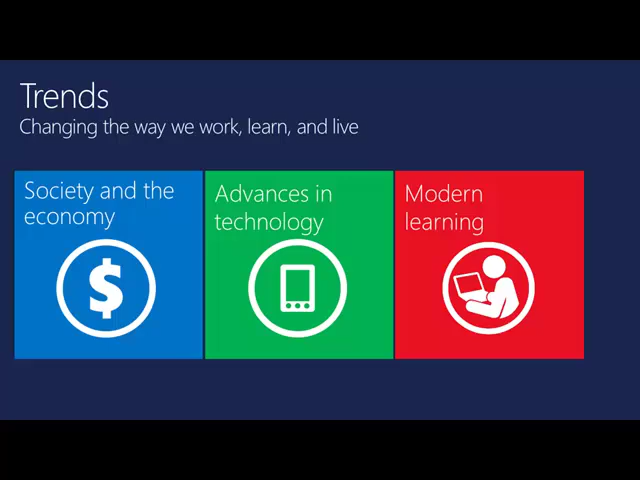 Trends
Changing the way we work, learn, and live
Society and the
economy
$
Advances in
technology
Modern
learning